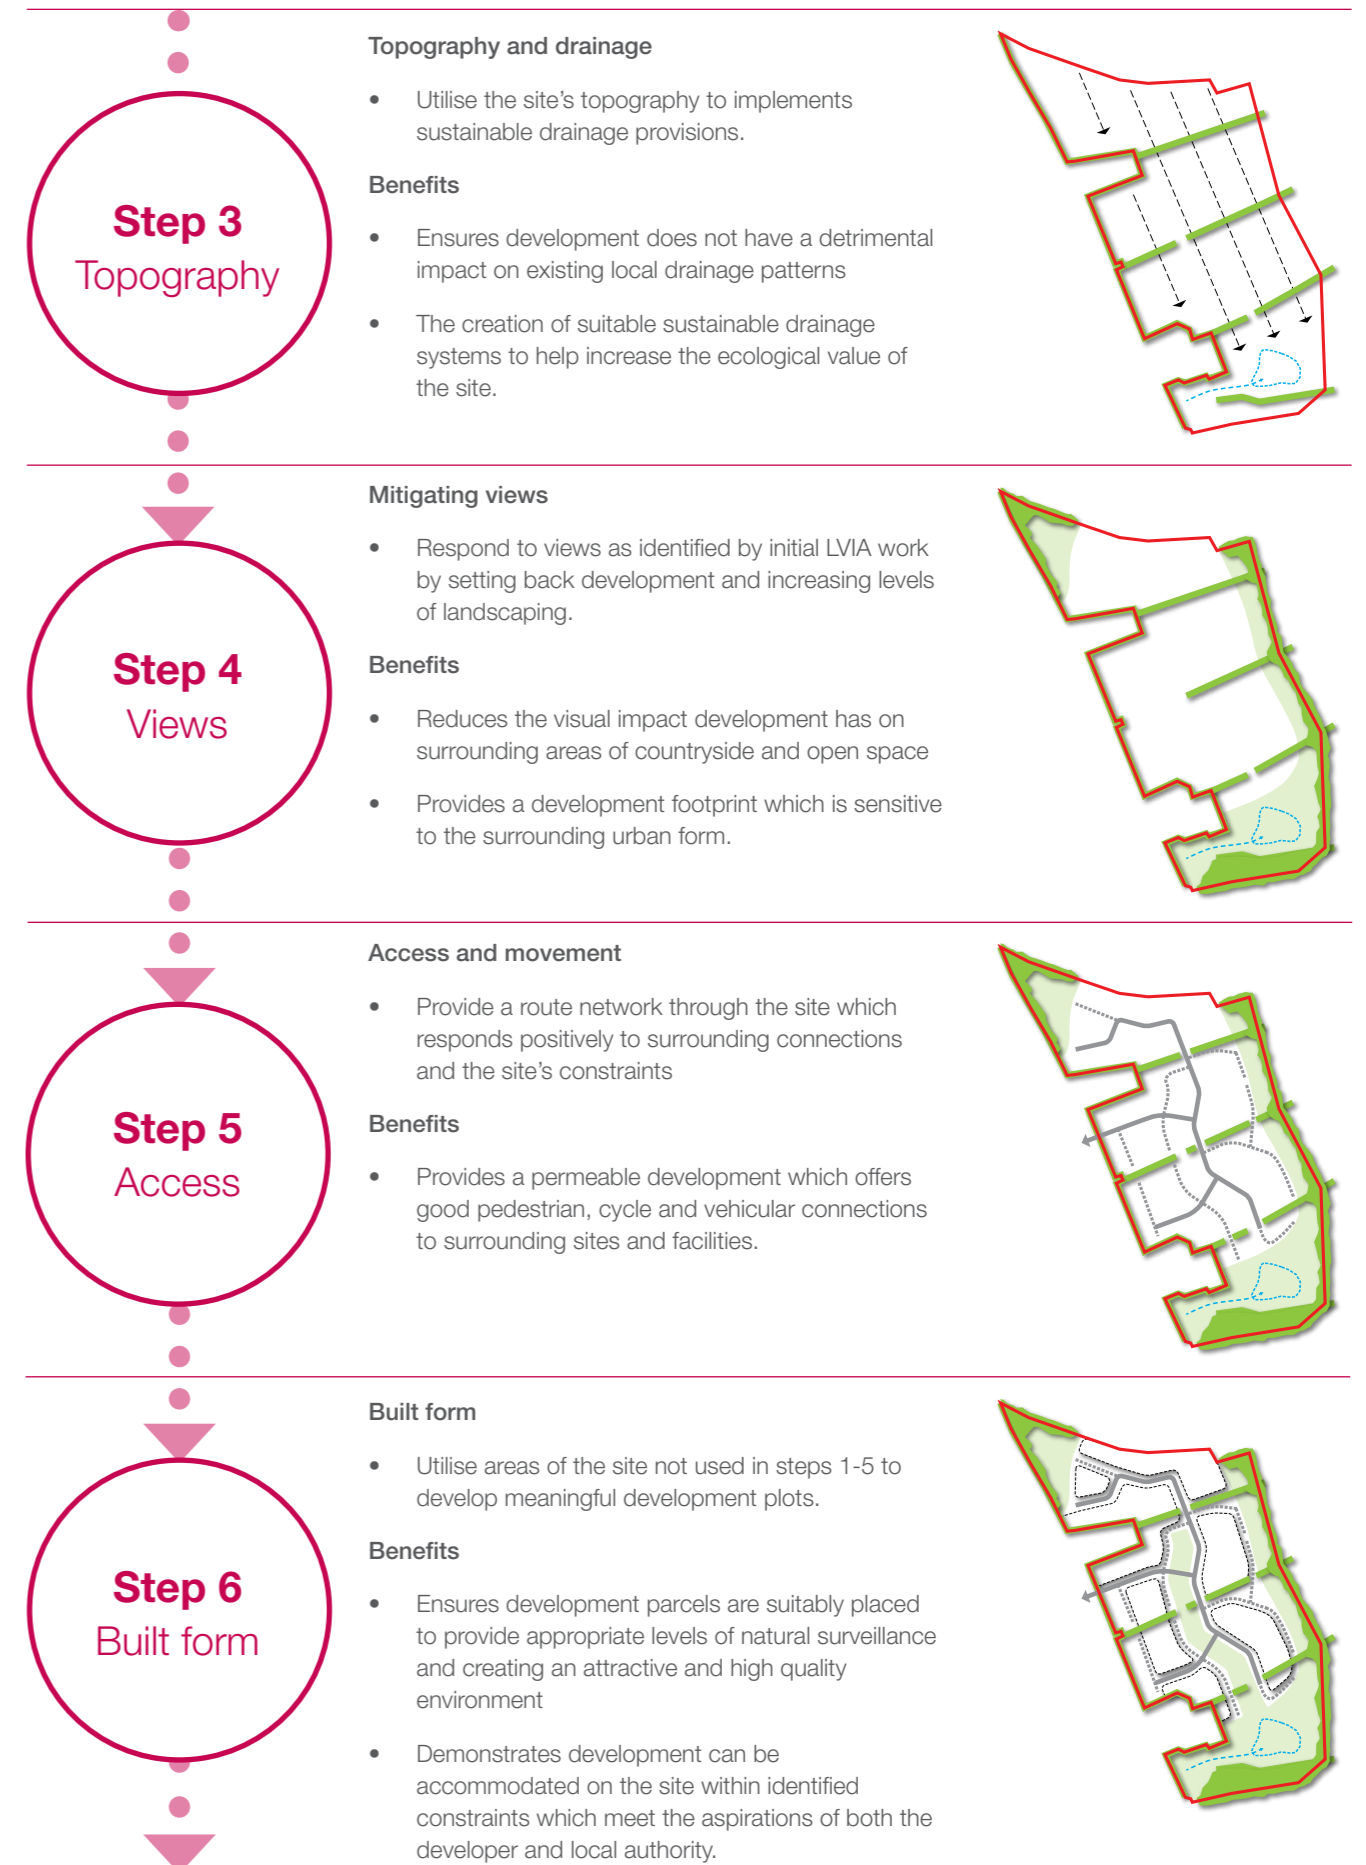 Step 3
Topography
Topography and drainage
• Utilise the site’s topography to implements
sustainable drainage provisions.
Benefits
• Ensures development does not have a detrimental
impact on existing local drainage patterns
• The creation of suitable sustainable drainage
systems to help increase the ecological value of
the site.
Step 4
Views
Mitigating views
• Respond to views as identified by initial LVIA work
by setting back development and increasing levels
of landscaping.
Benefits
• Reduces the visual impact development has on
surrounding areas of countryside and open space
• Provides a development footprint which is sensitive
to the surrounding urban form.
Step 5
Access
Access and movement
• Provide a route network through the site which
responds positively to surrounding connections
and the site’s constraints
Benefits
• Provides a permeable development which offers
good pedestrian, cycle and vehicular connections
to surrounding sites and facilities.
Step 6
Built form
Built form
• Utilise areas of the site not used in steps 1-5 to
develop meaningful development plots.
Benefits
• Ensures development parcels are suitably placed
to provide appropriate levels of natural surveillance
and creating an attractive and high quality
environment
• Demonstrates development can be
accommodated on the site within identified
constraints which meet the aspirations of both the
developer and local authority.